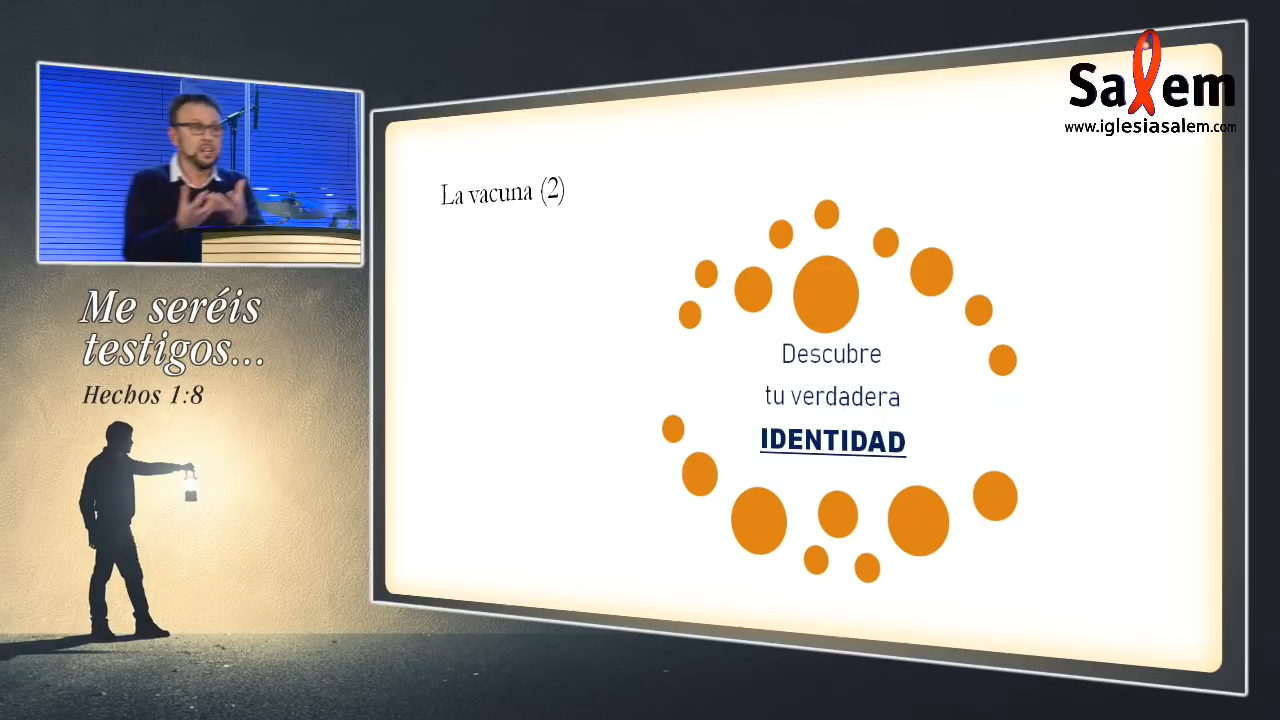 Salem
www.iglesiasalem.com
La vacuna (2)
Me seréis
testigos...
Hechos 1:8
Descubre
tu verdadera
IDENTIDAD